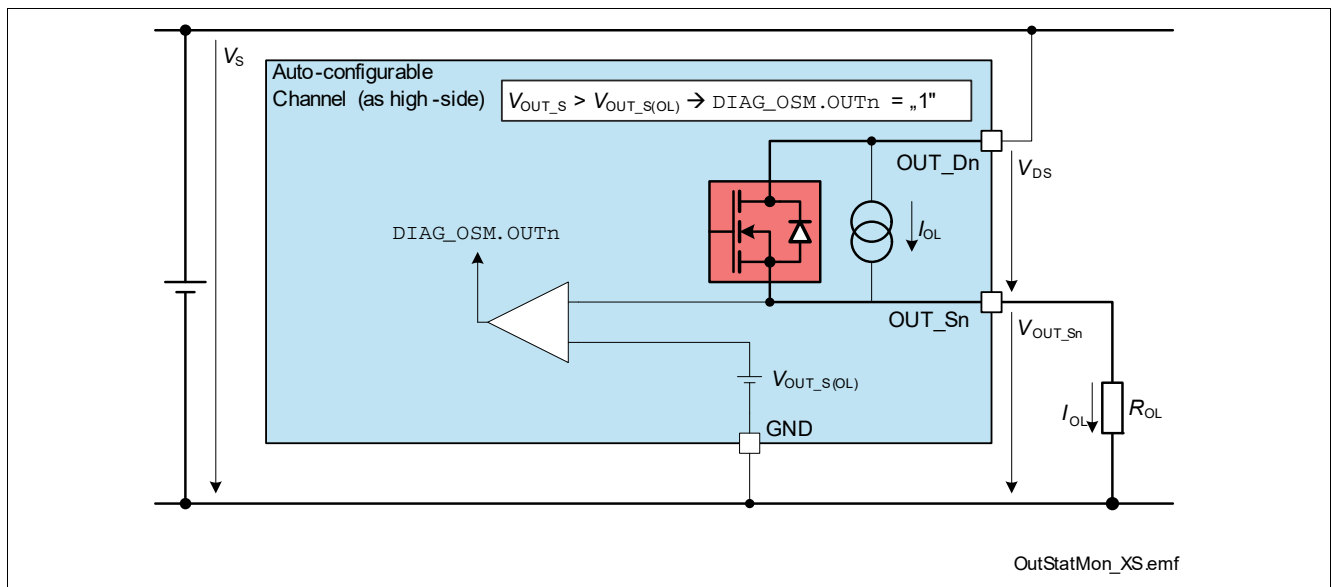 VS
Auto-configurable
Channel (as high -side)
VOUT_S > VOUT_S(OL) → DIAG_OSM.OUTn = „1"
OUT_Dn
VDS
IOL
DIAG_OSM.OUTn
OUT_Sn
VOUT_Sn
VOUT_S(OL)
IOL
ROL
GND
OutStatMon_XS.emf